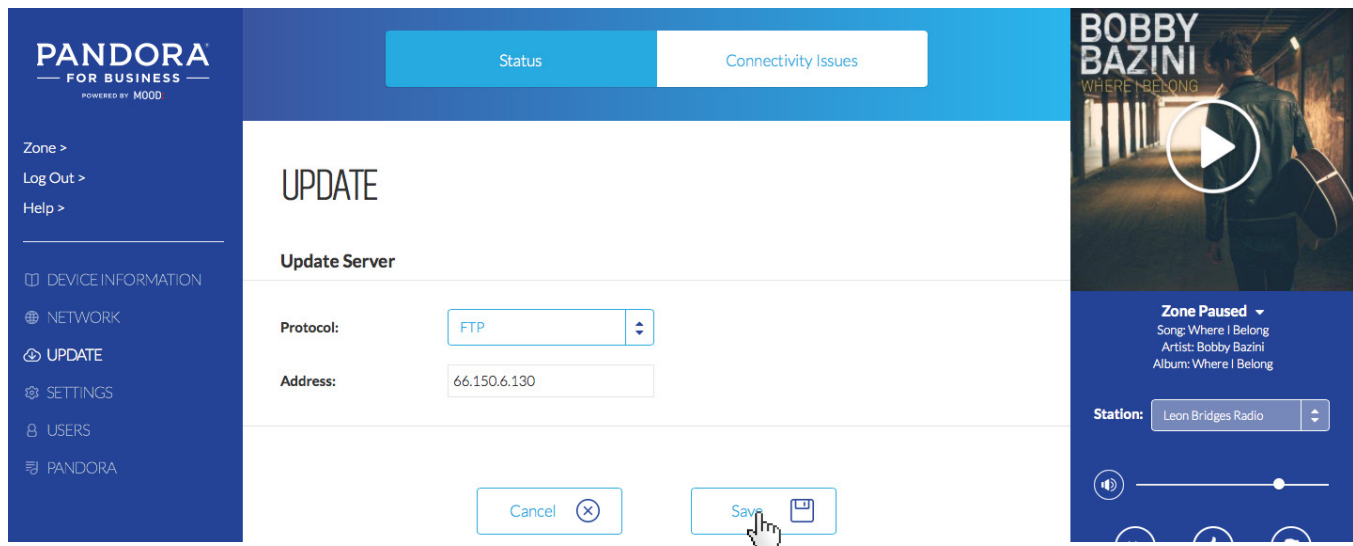 PANDORA
FOR BUSINESS
POWERED BY MOOD:
Zone >
Log Out >
Help >
DEVICE INFORMATION
NETWORK
UPDATE
SETTINGS
USERS
PANDORA
Status
Connectivity Issues
UPDATE
Update Server
Protocol:
FTP
Address:
66.150.6.130
Cancel
Save
BOBBY
BAZINI
WHERE I BELONG
Zone Paused
Song: Where I Belong
Artist: Bobby Bazini
Album: Where I Belong
Station:
Leon Bridges Radio